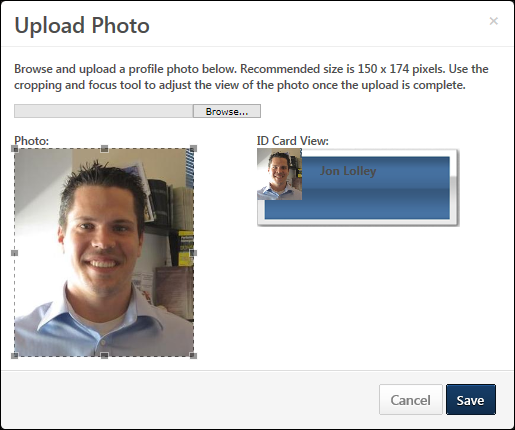 Upload Photo ×
Browse and upload a profile photo below. Recommended size is 150 x 174 pixels. Use the
cropping and focus tool to adjust the view of the photo once the upload is complete.
Browse...
Photo: ID Card View:
Jon Lolley
Cancel Save